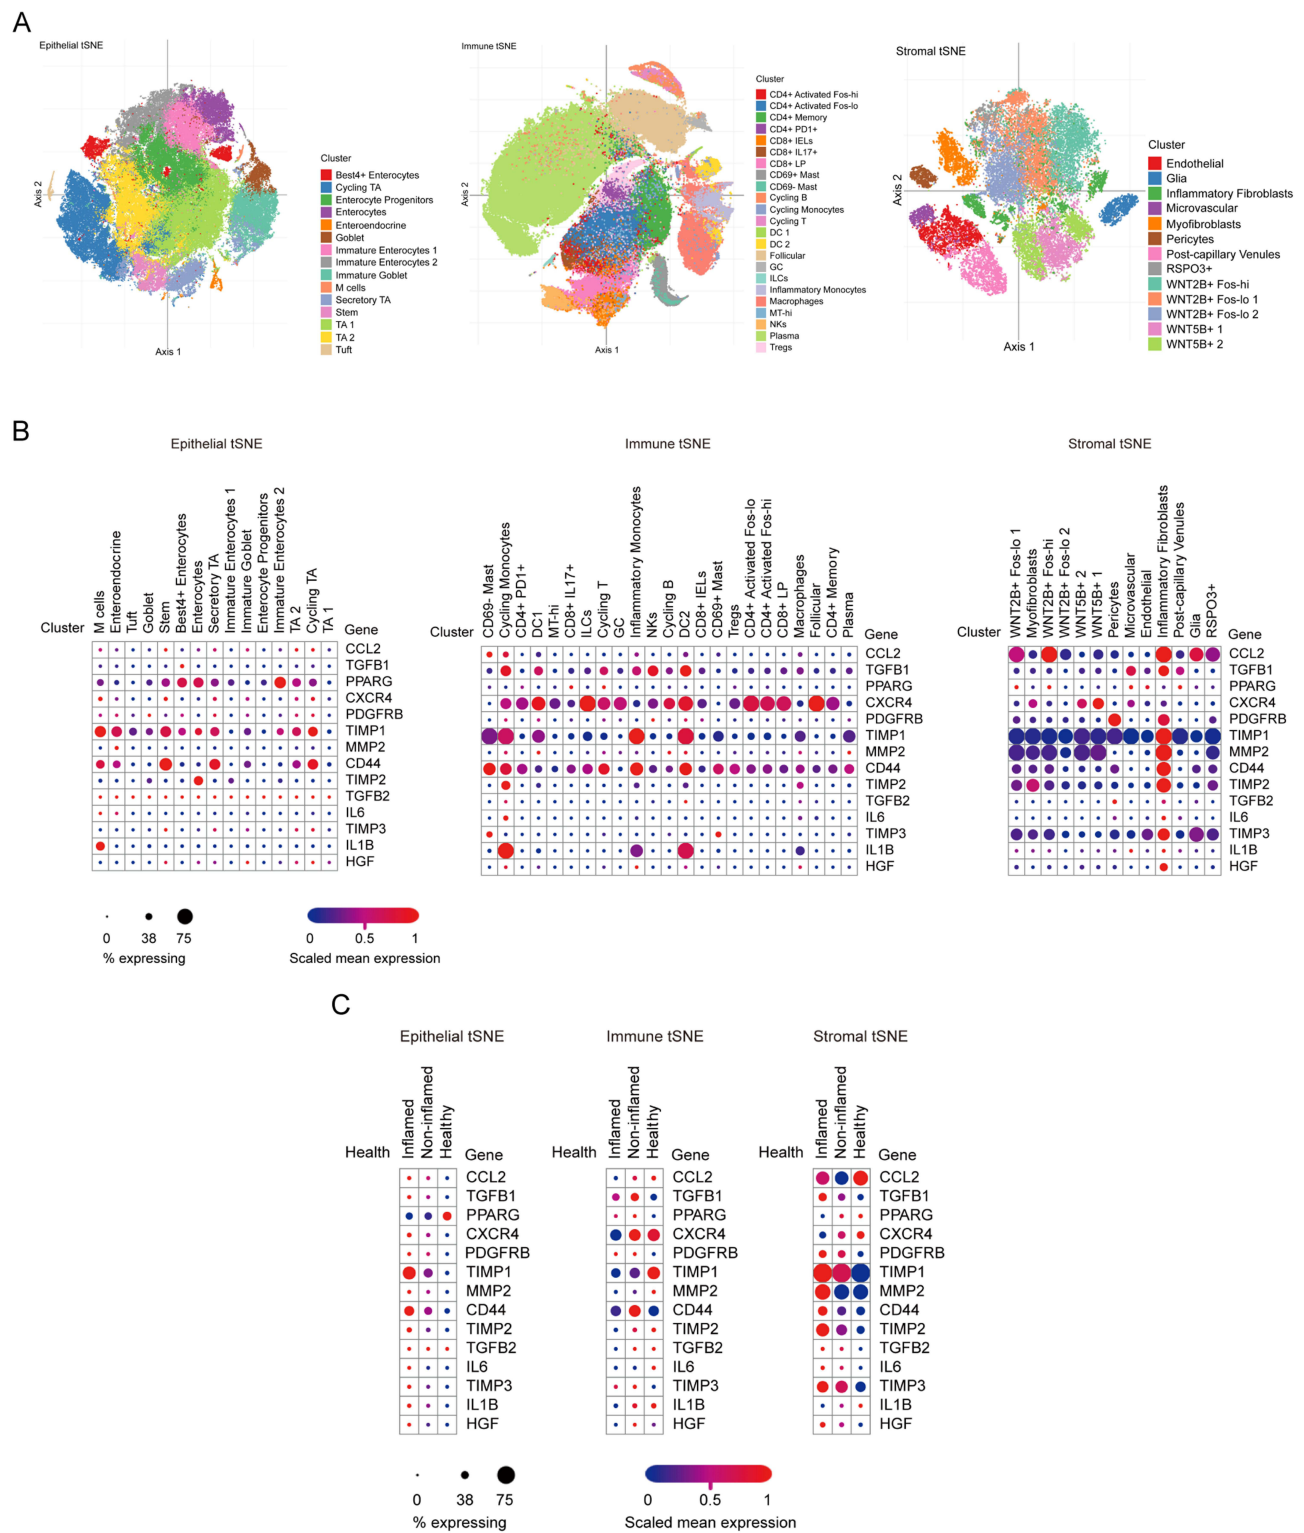 A
Epithelial tSNE
Axis 2
Axis 1
Cluster
Best4+ Enterocytes
Cycling TA
Enterocyte Progenitors
Enterocytes
Enteroendocrine
Goblet
Immature Enterocytes 1
Immature Enterocytes 2
Immature Goblet
M cells
Secretory TA
Stem
TA 1
TA 2
Tuft
Immune tSNE
Axis 2
Axis 1
Cluster
CD4+ Activated Fos-hi
CD4+ Activated Fos-lo
CD4+ Memory
CD4+ PD1+
CD8+ IELs
CD8+ IL17+
CD8+ LP
CD69+ Mast
CD69- Mast
Cycling B
Cycling Monocytes
Cycling T
DC 1
DC 2
Follicular
GC
ILCs
Inflammatory Monocytes
Macrophages
MT-hi
NKs
Plasma
Tregs
Stromal tSNE
Axis 2
Axis 1
Cluster
Endothelial
Glia
Inflammatory Fibroblasts
Microvascular
Myofibroblasts
Pericytes
Post-capillary Venules
RSPO3+
WNT2B+ Fos-hi
WNT2B+ Fos-lo 1
WNT2B+ Fos-lo 2
WNT5B+ 1
WNT5B+ 2
B
Epithelial tSNE
Cluster
M cells
Enteroendocrine
Tuft
Goblet
Stem
Best4+ Enterocytes
Enterocytes
Secretory TA
Immature Enterocytes 1
Immature Goblet
Enterocyte Progenitors
Immature Enterocytes 2
TA 2
Cycling TA
TA 1
Gene
CCL2
TGFB1
PPARG
CXCR4
PDGFRB
TIMP1
MMP2
CD44
TIMP2
TGFB2
IL6
TIMP3
IL1B
HGF
Immune tSNE
Cluster
CD69- Mast
Cycling Monocytes
CD4+ PD1+
DC1
MT-hi
CD8+ IL17+
ILCs
Cycling T
GC
Inflammatory Monocytes
NKs
Cycling B
DC2
CD8+ IELs
CD69+ Mast
Tregs
CD4+ Activated Fos-lo
CD4+ Activated Fos-hi
CD8+ LP
Macrophages
Follicular
CD4+ Memory
Plasma
Gene
CCL2
TGFB1
PPARG
CXCR4
PDGFRB
TIMP1
MMP2
CD44
TIMP2
TGFB2
IL6
TIMP3
IL1B
HGF
Stromal tSNE
Cluster
WNT2B+ Fos-lo 1
Myofibroblasts
WNT2B+ Fos-hi
WNT2B+ Fos-lo 2
WNT5B+ 2
WNT5B+ 1
Pericytes
Microvascular
Endothelial
Inflammatory Fibroblasts
Post-capillary Venules
Glia
RSPO3+
Gene
CCL2
TGFB1
PPARG
CXCR4
PDGFRB
TIMP1
MMP2
CD44
TIMP2
TGFB2
IL6
TIMP3
IL1B
HGF
0 38 75
% expressing
0 0.5 1
Scaled mean expression
C
Epithelial tSNE
Health
Inflamed
Non-inflamed
Healthy
Gene
CCL2
TGFB1
PPARG
CXCR4
PDGFRB
TIMP1
MMP2
CD44
TIMP2
TGFB2
IL6
TIMP3
IL1B
HGF
Immune tSNE
Health
Inflamed
Non-inflamed
Healthy
Gene
CCL2
TGFB1
PPARG
CXCR4
PDGFRB
TIMP1
MMP2
CD44
TIMP2
TGFB2
IL6
TIMP3
IL1B
HGF
Stromal tSNE
Health
Inflamed
Non-inflamed
Healthy
Gene
CCL2
TGFB1
PPARG
CXCR4
PDGFRB
TIMP1
MMP2
CD44
TIMP2
TGFB2
IL6
TIMP3
IL1B
HGF
0 38 75
% expressing
0 0.5 1
Scaled mean expression